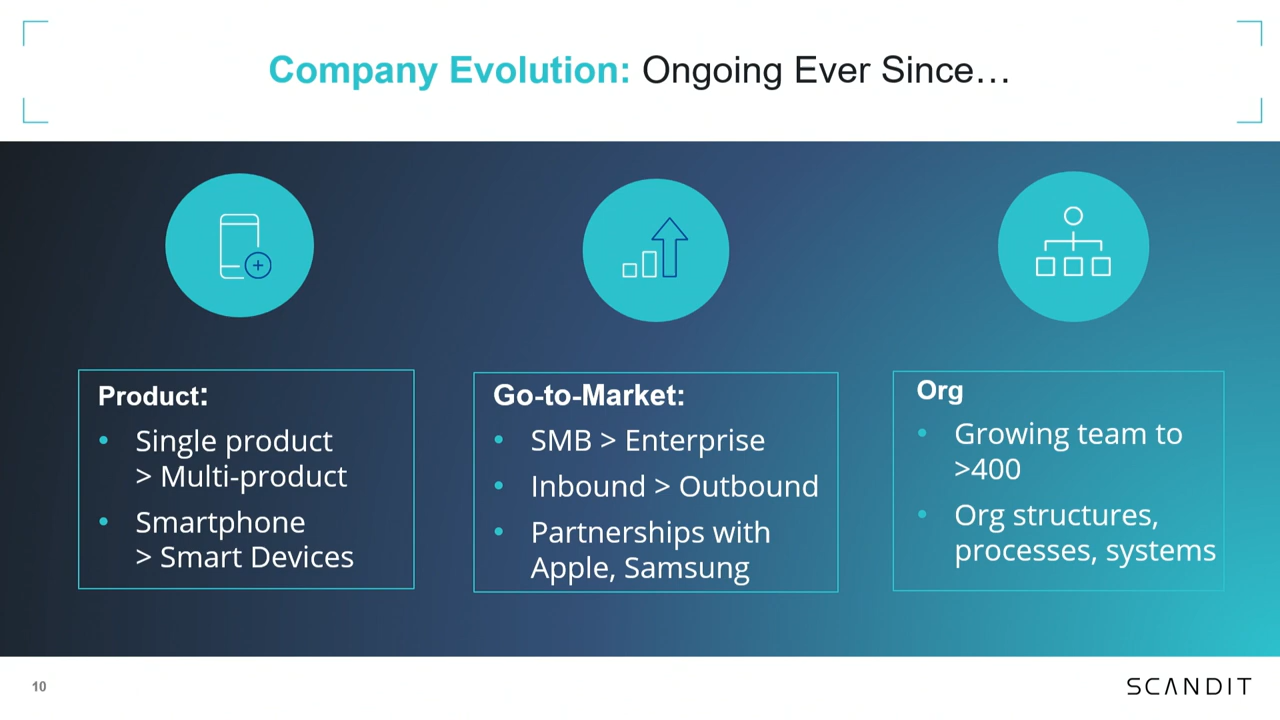 Company Evolution: Ongoing Ever Since…
Product:
• Single product
> Multi-product
• Smartphone
> Smart Devices
Go-to-Market:
• SMB > Enterprise
• Inbound > Outbound
• Partnerships with
Apple, Samsung
Org
• Growing team to
>400
• Org structures,
processes, systems
10
SCANDIT